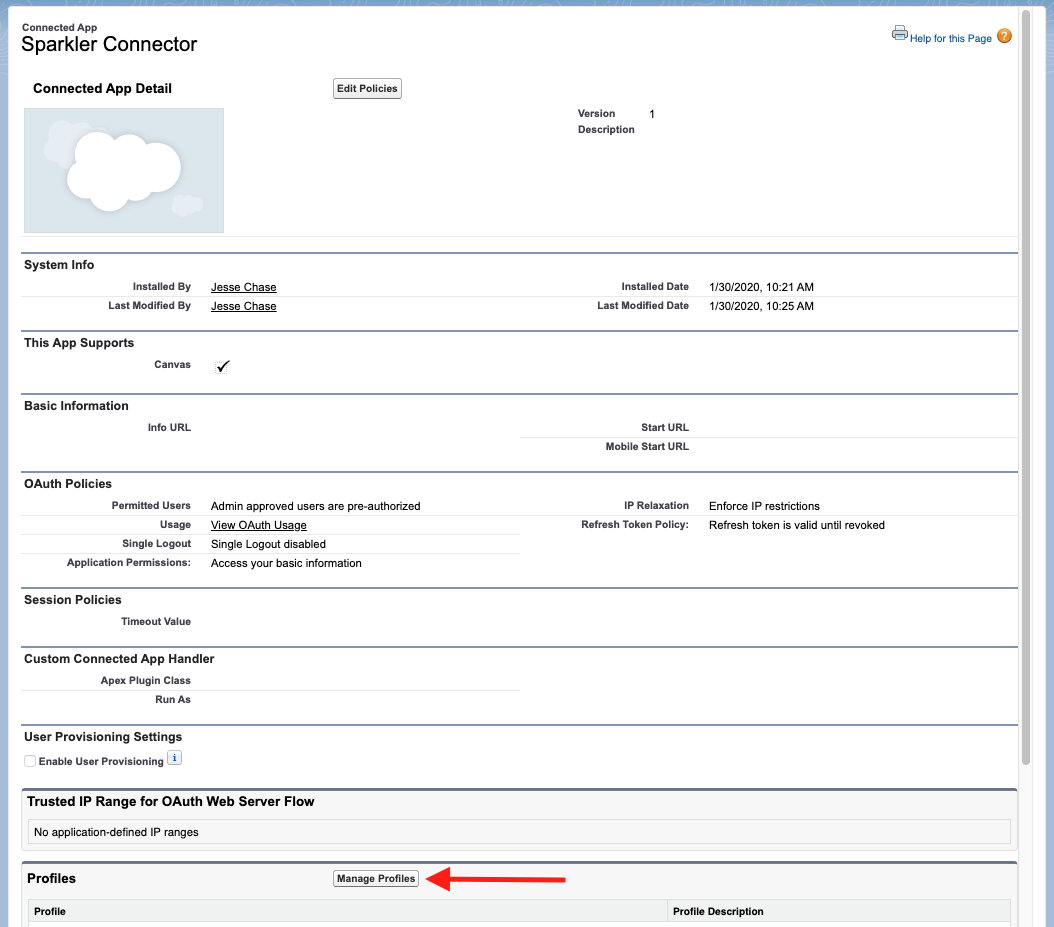 Connected App
Sparkler Connector
Help for this Page ?
Connected App Detail
Edit Policies
Version 1
Description
System Info
Installed By Jesse Chase Installed Date 1/30/2020, 10:21 AM
Last Modified By Jesse Chase Last Modified Date 1/30/2020, 10:25 AM
This App Supports
Canvas
Basic Information
Info URL Start URL
Mobile Start URL
OAuth Policies
Permitted Users Admin approved users are pre-authorized IP Relaxation Enforce IP restrictions
Usage View OAuth Usage Refresh Token Policy: Refresh token is valid until revoked
Single Logout Single Logout disabled
Application Permissions: Access your basic information
Session Policies
Timeout Value
Custom Connected App Handler
Apex Plugin Class
Run As
User Provisioning Settings
Enable User Provisioning i
Trusted IP Range for OAuth Web Server Flow
No application-defined IP ranges
Profiles Manage Profiles
Profile Profile Description